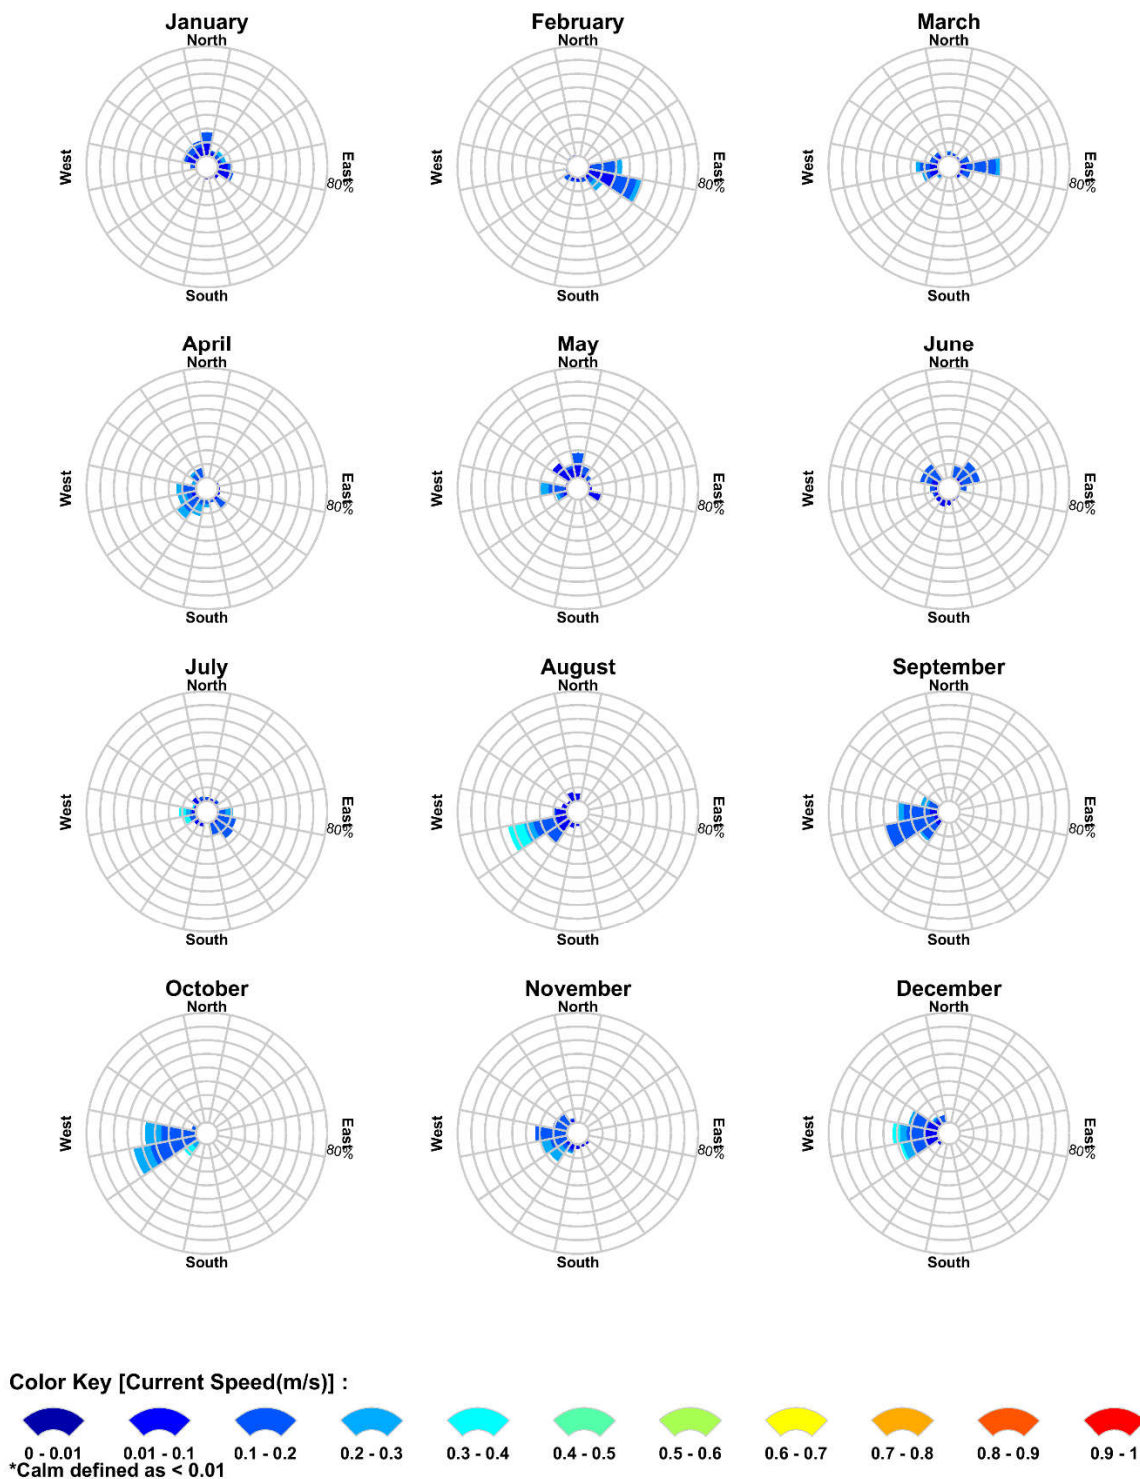 January February March
North North North
West East West East West East
80% 80% 80%
South South South
April May June
North North North
West East West East West East
80% 80% 80%
South South South
July August September
North North North
West East West East West East
80% 80% 80%
South South South
October November December
North North North
West East West East West East
80% 80% 80%
South South South
Color Key [Current Speed(m/s)] :
0 - 0.01 0.01 - 0.1 0.1 - 0.2 0.2 - 0.3 0.3 - 0.4 0.4 - 0.5 0.5 - 0.6 0.6 - 0.7 0.7 - 0.8 0.8 - 0.9 0.9 - 1
*Calm defined as < 0.01